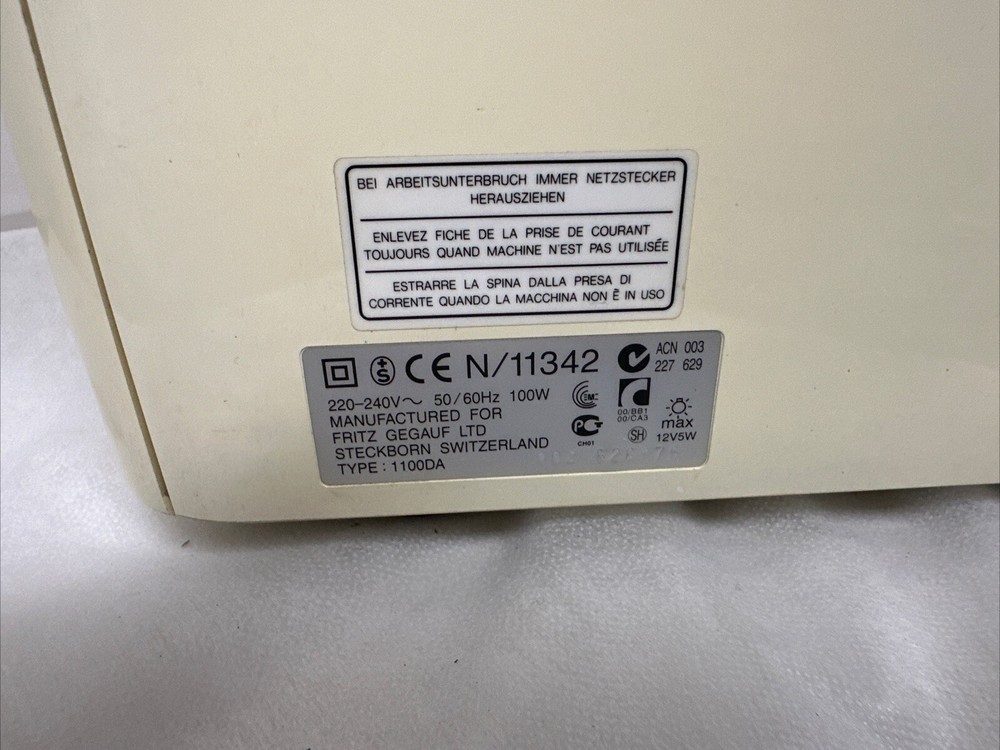 BEI ARBEITSUNTERBRUCH IMMER NETZSTECKER
HERAUSZIEHEN
ENLEVEZ FICHE DE LA PRISE DE COURANT
TOUJOURS QUAND MACHINE N'EST PAS UTILISÉE
ESTRARRE LA SPINA DALLA PRESA DI
CORRENTE QUANDO LA MACCHINA NON È IN USO
+S CE N/11342
ACN 003
227 629
220-240V~ 50/60Hz 100W
MANUFACTURED FOR
FRITZ GEGAUF LTD
STECKBORN SWITZERLAND
TYPE : 1100DA
EMC
PG
CH01
00/BB1
00/CA3
SH
max
12V5W